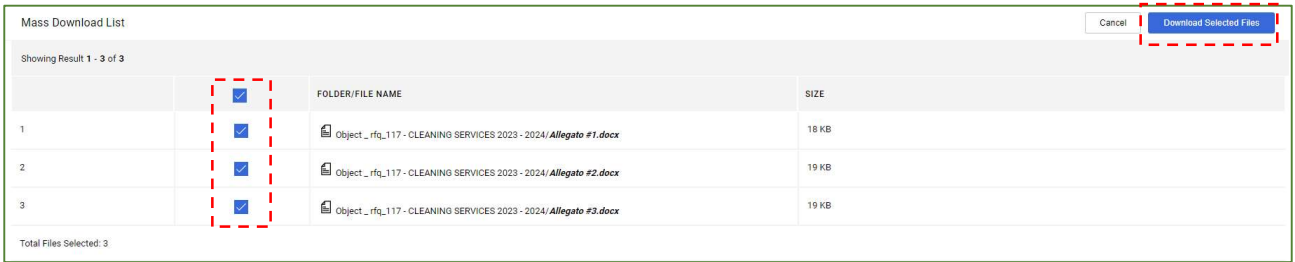 Mass Download List
Cancel
Download Selected Files
Showing Result 1 - 3 of 3
FOLDER/FILE NAME SIZE
1 Object _ rfq_117 - CLEANING SERVICES 2023 - 2024/Allegato #1.docx 18 KB
2 Object _ rfq_117 - CLEANING SERVICES 2023 - 2024/Allegato #2.docx 19 KB
3 Object _ rfq_117 - CLEANING SERVICES 2023 - 2024/Allegato #3.docx 19 KB
Total Files Selected: 3